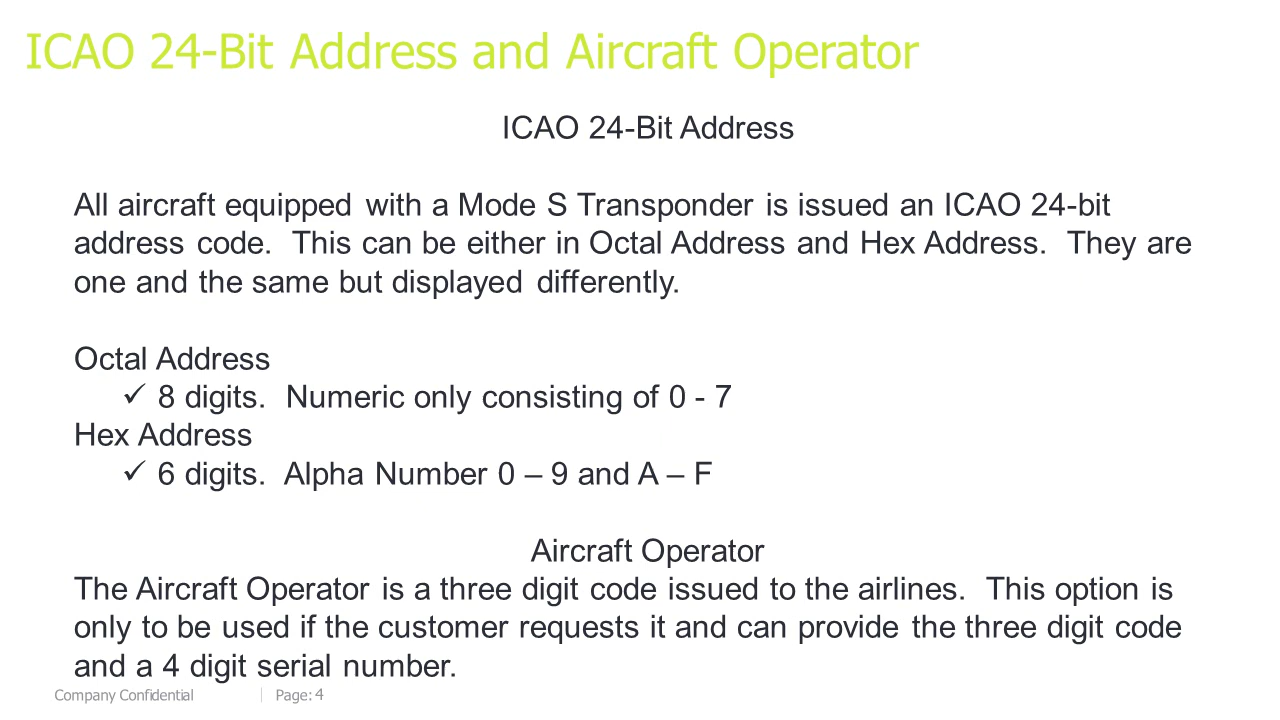 ICAO 24-Bit Address and Aircraft Operator
ICAO 24-Bit Address
All aircraft equipped with a Mode S Transponder is issued an ICAO 24-bit
address code.  This can be either in Octal Address and Hex Address.  They are
one and the same but displayed differently.
Octal Address
✓ 8 digits.  Numeric only consisting of 0 - 7
Hex Address
✓ 6 digits.  Alpha Number 0 – 9 and A – F
Aircraft Operator
The Aircraft Operator is a three digit code issued to the airlines.  This option is
only to be used if the customer requests it and can provide the three digit code
and a 4 digit serial number.
Company Confidential | Page: 4